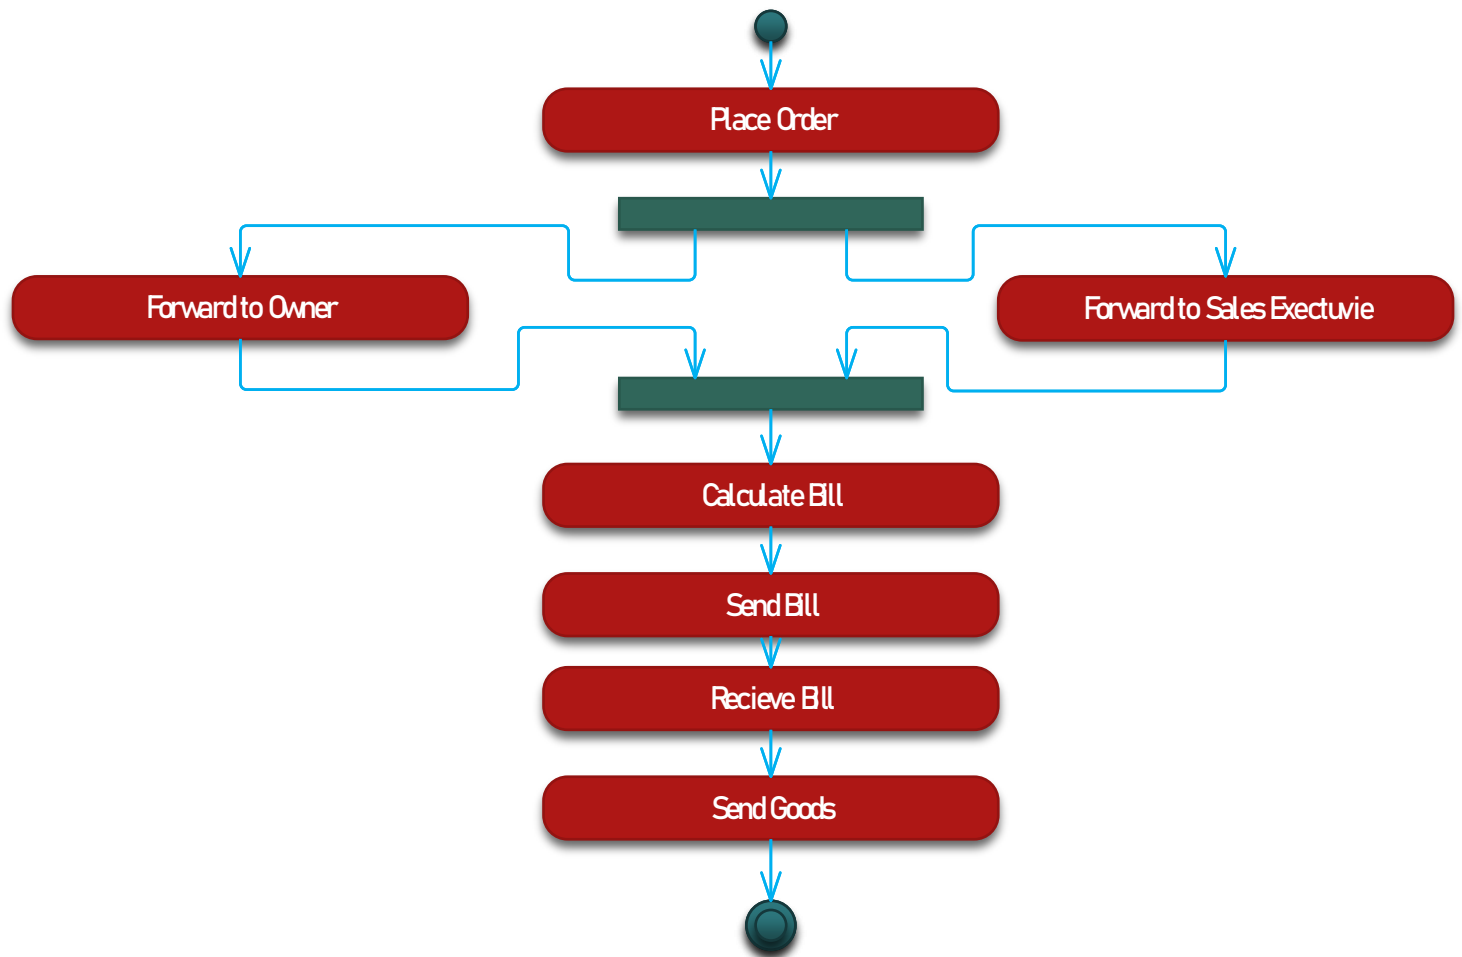 Place Order
Forward to Owner
Forward to Sales Exectuvie
Calculate Bill
Send Bill
Recieve Bill
Send Goods